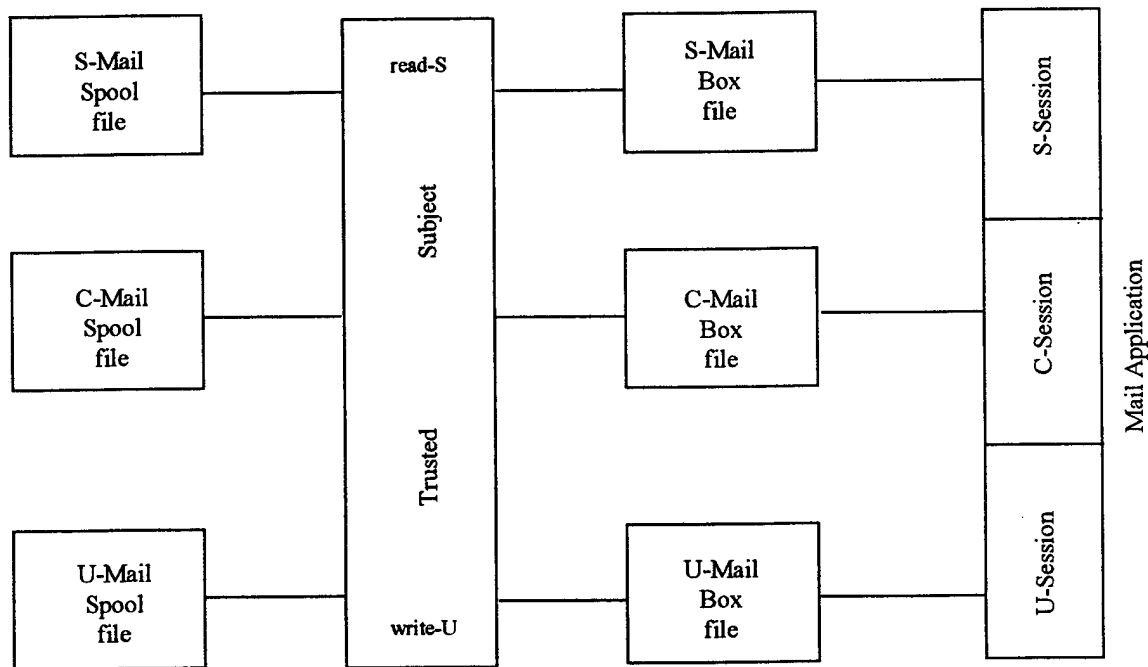 S-Mail
Spool
file
read-S
S-Mail
Box
file
S-Session
Subject
C-Mail
Spool
file
C-Mail
Box
file
C-Session
Mail Application
Trusted
U-Mail
Spool
file
write-U
U-Mail
Box
file
U-Session